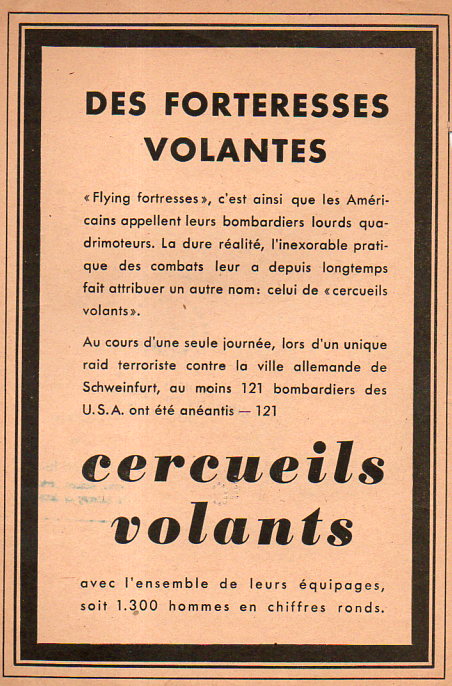 DES FORTERESSES
VOLANTES
«Flying fortresses», c'est ainsi que les Améri-
cains appellent leurs bombardiers lourds qua-
drimoteurs. La dure réalité, l'inexorable prati-
que des combats leur a depuis longtemps
fait attribuer un autre nom: celui de «cercueils
volants».
Au cours d'une seule journée, lors d'un unique
raid terroriste contre la ville allemande de
Schweinfurt, au moins 121 bombardiers des
U.S.A. ont été anéantis — 121
cercueils
volants
avec l'ensemble de leurs équipages,
soit 1.300 hommes en chiffres ronds.